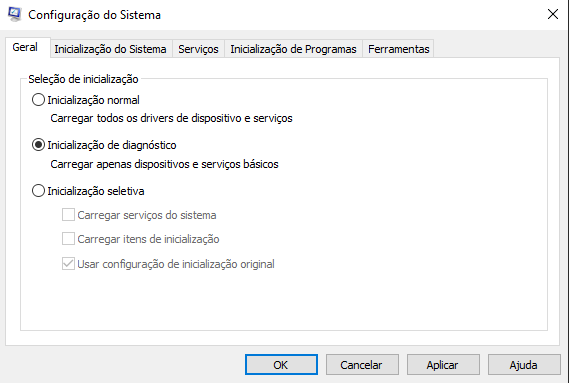 Configuração do Sistema
Geral Inicialização do Sistema Serviços Inicialização de Programas Ferramentas
Seleção de inicialização
Inicialização normal
Carregar todos os drivers de dispositivo e serviços
Inicialização de diagnóstico
Carregar apenas dispositivos e serviços básicos
Inicialização seletiva
Carregar serviços do sistema
Carregar itens de inicialização
Usar configuração de inicialização original
OK Cancelar Aplicar Ajuda